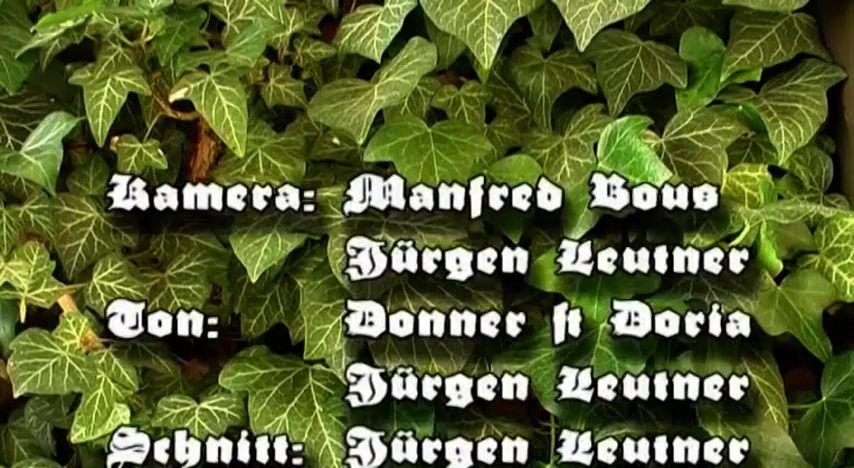 Kamera: Manfred Bous
Jürgen Leutner
Ton: Donner ft Doria
Jürgen Leutner
Schnitt: Jürgen Leutner